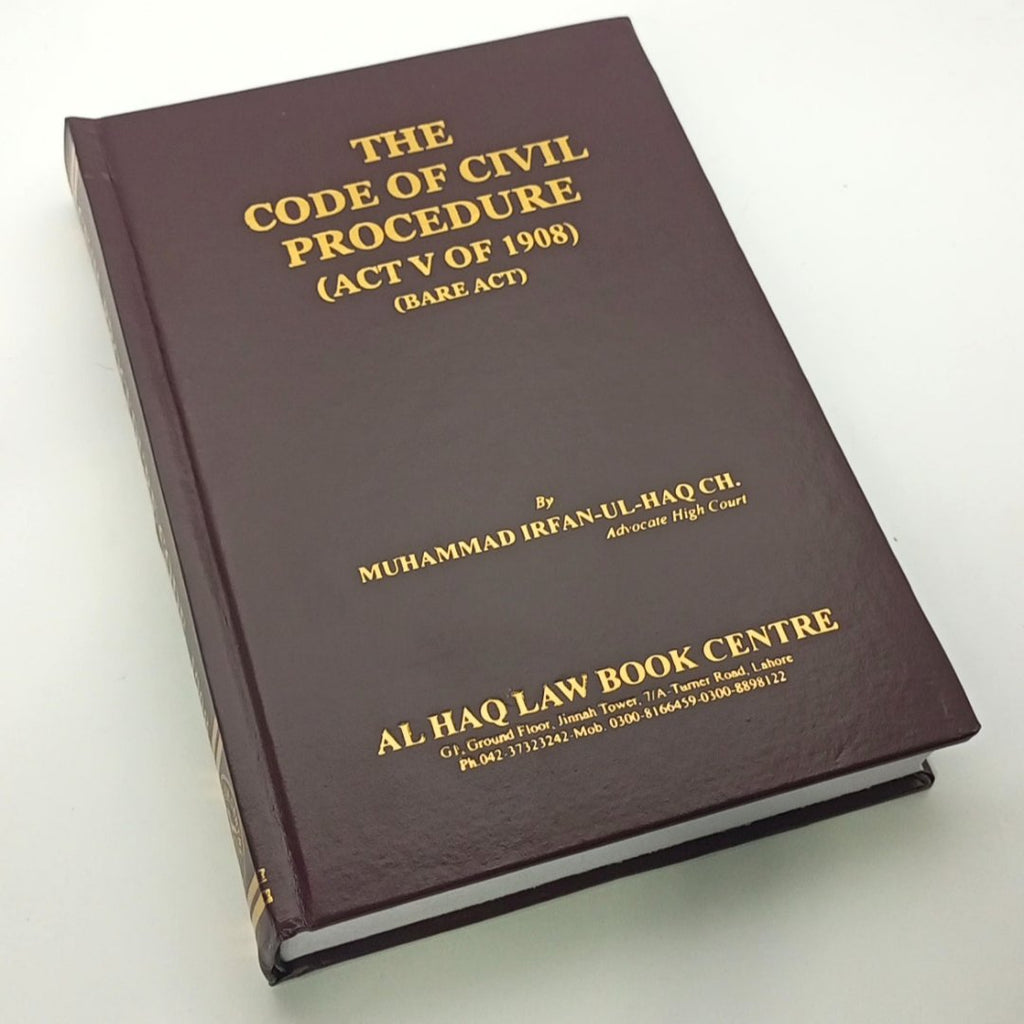 THE
CODE OF CIVIL
PROCEDURE
(ACT V OF 1908)
(BARE ACT)
By
MUHAMMAD IRFAN-UL-HAQ CH.
Advocate High Court
AL HAQ LAW BOOK CENTRE
Ground Floor, Jinnah Tower, 7/A-Turner Road, Lahore
Ph.042-37323242-Mob. 0300-8166459-0300-8898122